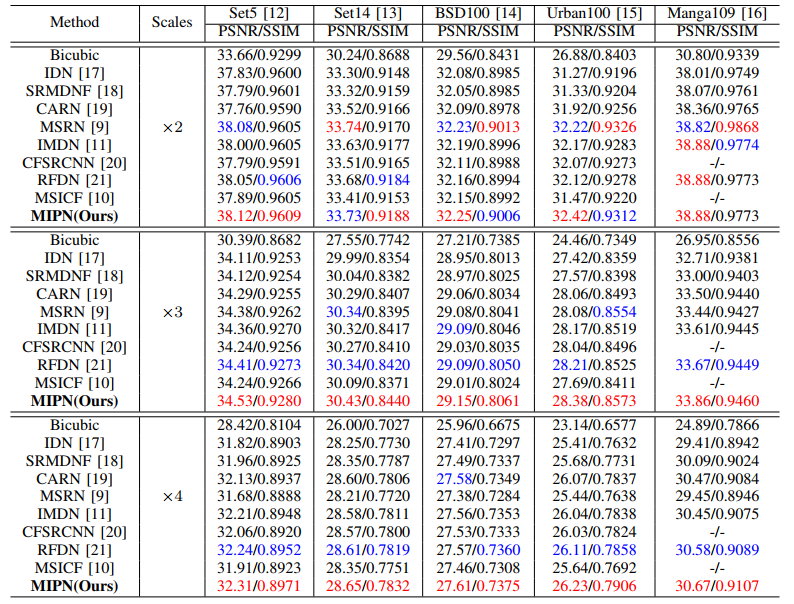 Method Scales Set5 [12] Set14 [13] BSD100 [14] Urban100 [15] Manga109 [16]
PSNR/SSIM PSNR/SSIM PSNR/SSIM PSNR/SSIM PSNR/SSIM
Bicubic 33.66/0.9299 30.24/0.8688 29.56/0.8431 26.88/0.8403 30.80/0.9339
IDN [17] 37.83/0.9600 33.30/0.9148 32.08/0.8985 31.27/0.9196 38.01/0.9749
SRMDNF [18] 37.79/0.9601 33.32/0.9159 32.05/0.8985 31.33/0.9204 38.07/0.9761
CARN [19] 37.76/0.9590 33.52/0.9166 32.09/0.8978 31.92/0.9256 38.36/0.9765
MSRN [9] ×2 38.08/0.9605 33.74/0.9170 32.23/0.9013 32.22/0.9326 38.82/0.9868
IMDN [11] 38.00/0.9605 33.63/0.9177 32.19/0.8996 32.17/0.9283 38.88/0.9774
CFSRCNN [20] 37.79/0.9591 33.51/0.9165 32.11/0.8988 32.07/0.9273 -/-
RFDN [21] 38.05/0.9606 33.68/0.9184 32.16/0.8994 32.12/0.9278 38.88/0.9773
MSICF [10] 37.89/0.9605 33.41/0.9153 32.15/0.8992 31.47/0.9220 -/-
MIPN(Ours) 38.12/0.9609 33.73/0.9188 32.25/0.9006 32.42/0.9312 38.88/0.9773
Bicubic 30.39/0.8682 27.55/0.7742 27.21/0.7385 24.46/0.7349 26.95/0.8556
IDN [17] 34.11/0.9253 29.99/0.8354 28.95/0.8013 27.42/0.8359 32.71/0.9381
SRMDNF [18] 34.12/0.9254 30.04/0.8382 28.97/0.8025 27.57/0.8398 33.00/0.9403
CARN [19] 34.29/0.9255 30.29/0.8407 29.06/0.8034 28.06/0.8493 33.50/0.9440
MSRN [9] ×3 34.38/0.9262 30.34/0.8395 29.08/0.8041 28.08/0.8554 33.44/0.9427
IMDN [11] 34.36/0.9270 30.32/0.8417 29.09/0.8046 28.17/0.8519 33.61/0.9445
CFSRCNN [20] 34.24/0.9256 30.27/0.8410 29.03/0.8035 28.04/0.8496 -/-
RFDN [21] 34.41/0.9273 30.34/0.8420 29.09/0.8050 28.21/0.8525 33.67/0.9449
MSICF [10] 34.24/0.9266 30.09/0.8371 29.01/0.8024 27.69/0.8411 -/-
MIPN(Ours) 34.53/0.9280 30.43/0.8440 29.15/0.8061 28.38/0.8573 33.86/0.9460
Bicubic 28.42/0.8104 26.00/0.7027 25.96/0.6675 23.14/0.6577 24.89/0.7866
IDN [17] 31.82/0.8903 28.25/0.7730 27.41/0.7297 25.41/0.7632 29.41/0.8942
SRMDNF [18] 31.96/0.8925 28.35/0.7787 27.49/0.7337 25.68/0.7731 30.09/0.9024
CARN [19] 32.13/0.8937 28.60/0.7806 27.58/0.7349 26.07/0.7837 30.47/0.9084
MSRN [9] ×4 31.68/0.8888 28.21/0.7720 27.38/0.7284 25.44/0.7638 29.45/0.8946
IMDN [11] 32.21/0.8948 28.58/0.7811 27.56/0.7353 26.04/0.7838 30.45/0.9075
CFSRCNN [20] 32.06/0.8920 28.57/0.7800 27.53/0.7333 26.03/0.7824 -/-
RFDN [21] 32.24/0.8952 28.61/0.7819 27.57/0.7360 26.11/0.7858 30.58/0.9089
MSICF [10] 31.91/0.8923 28.35/0.7751 27.46/0.7308 25.64/0.7692 -/-
MIPN(Ours) 32.31/0.8971 28.65/0.7832 27.61/0.7375 26.23/0.7906 30.67/0.9107